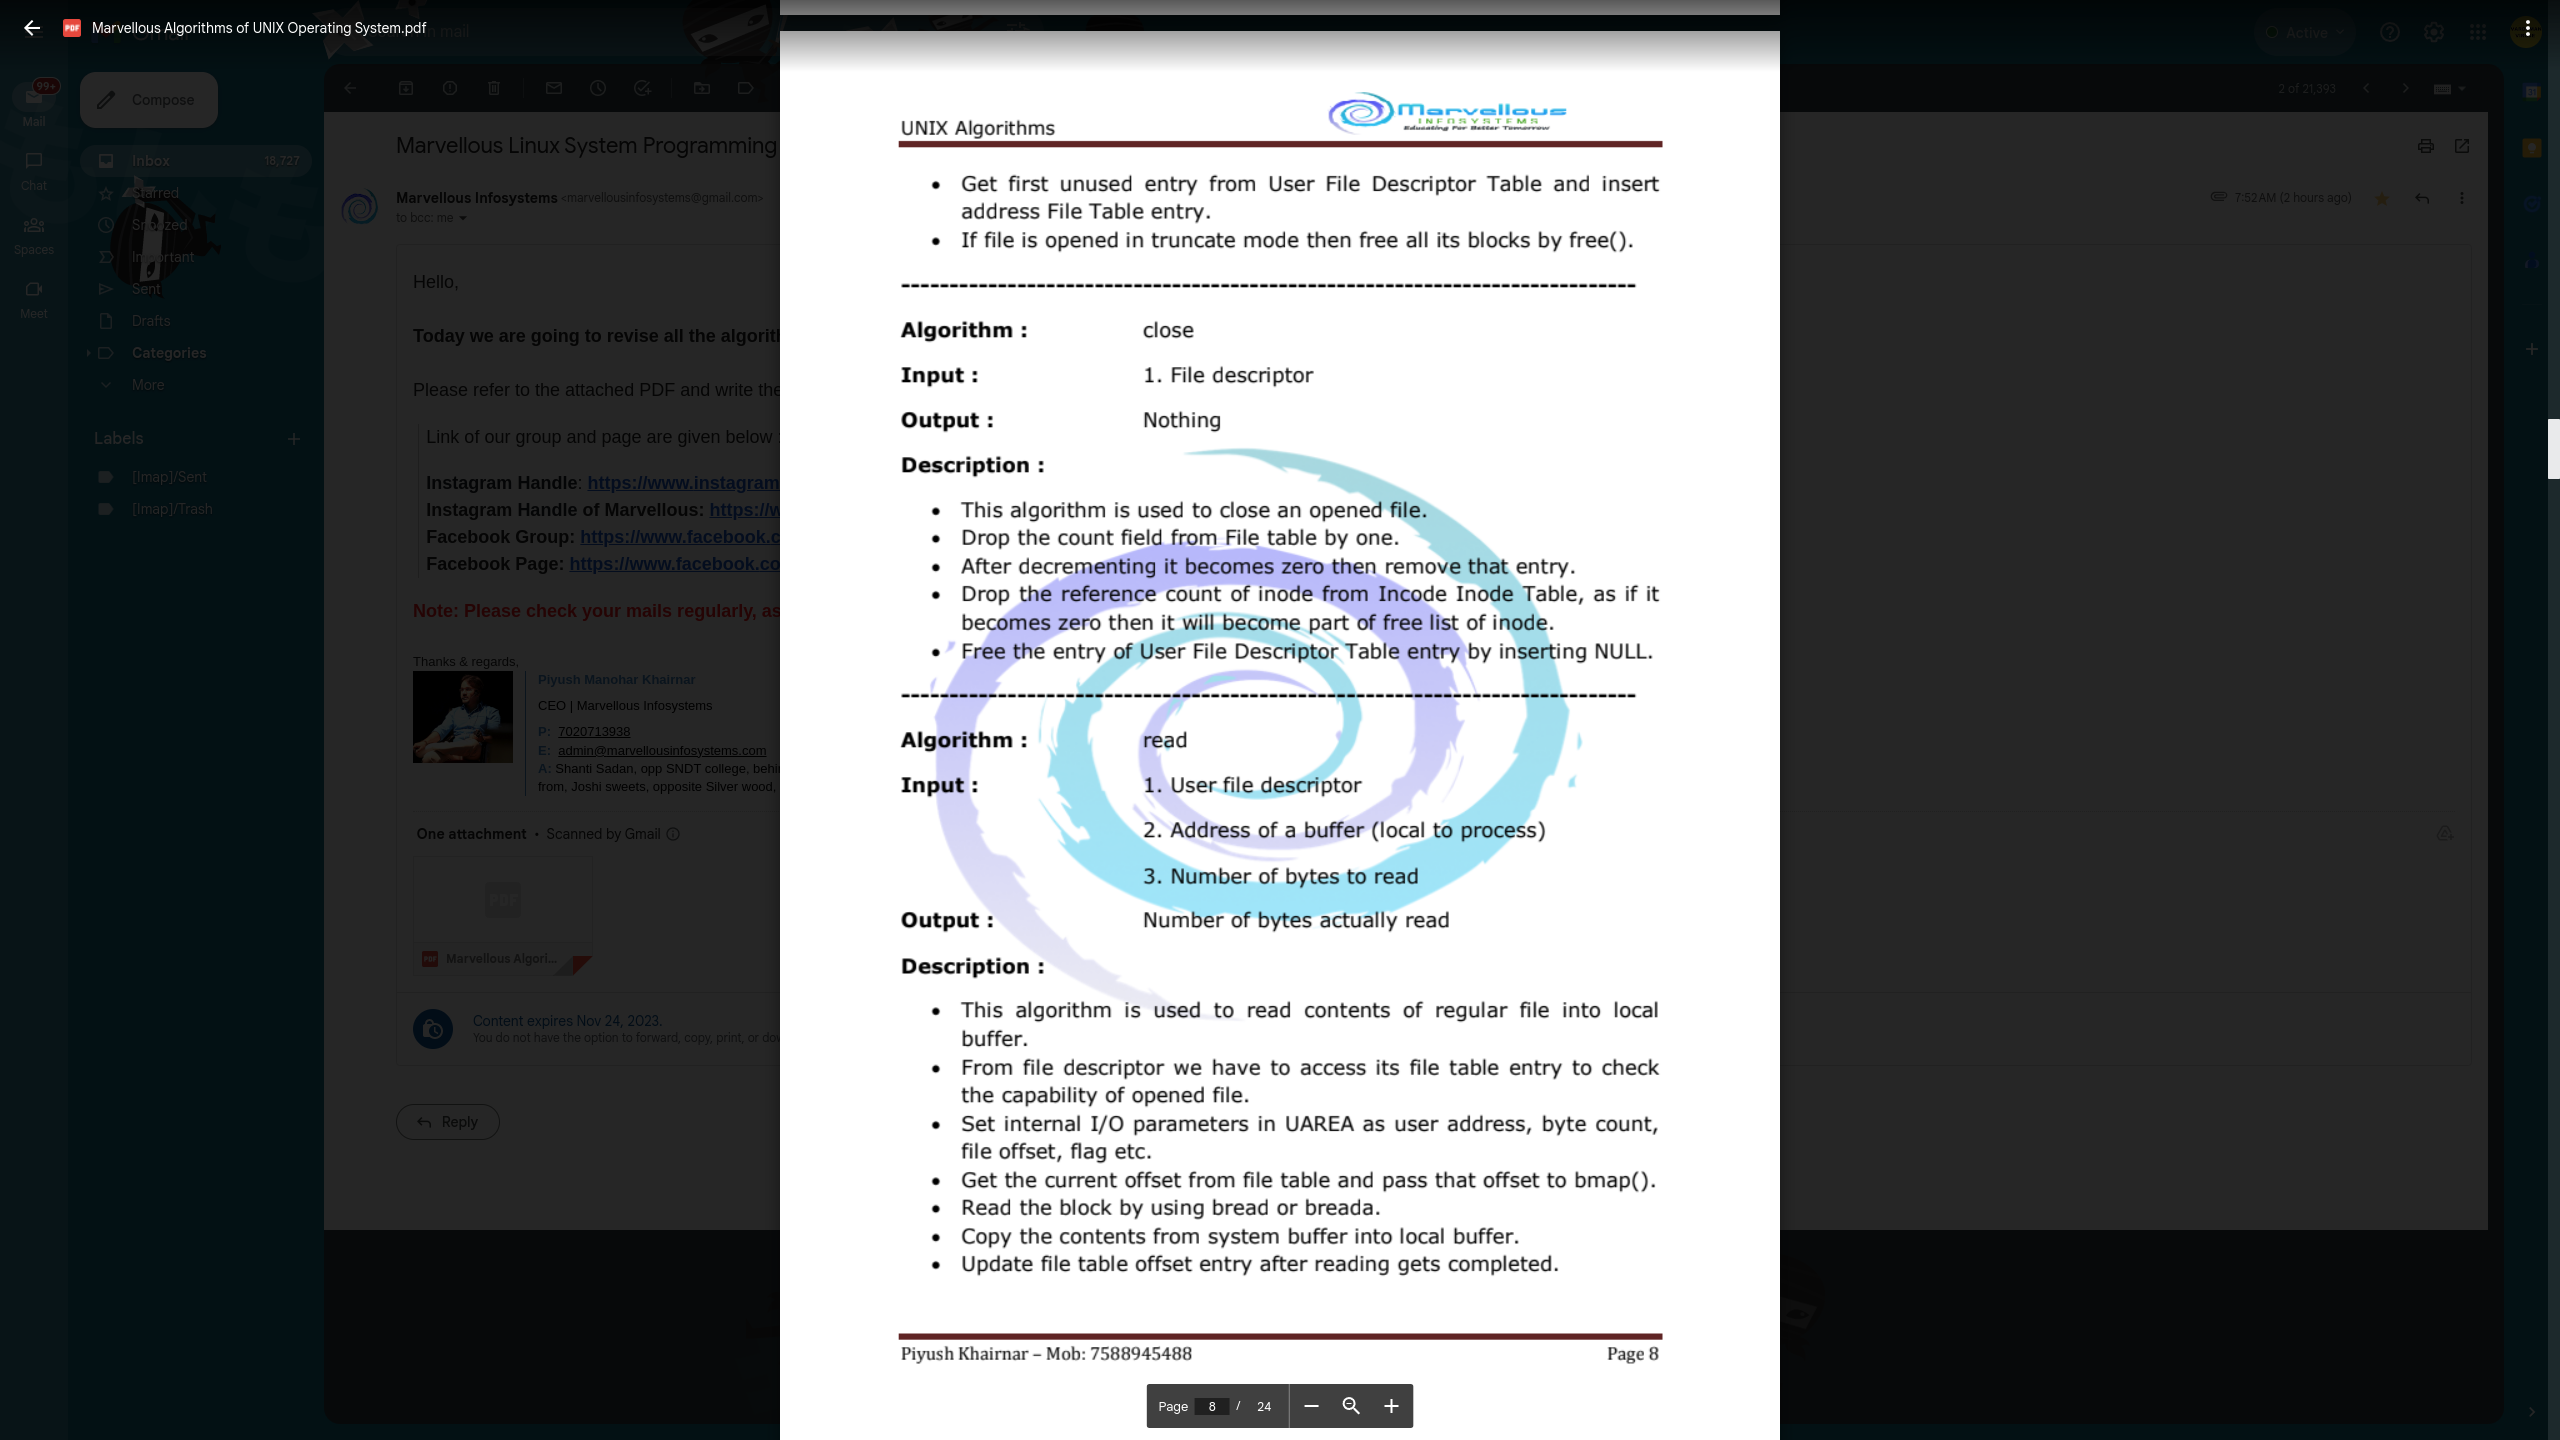 Marvellous Algorithms of UNIX Operating System.pdf
in mail
Active
99+
Mail
Chat
Spaces
Meet
Compose
Inbox 18,727
Starred
Snoozed
Important
Sent
Drafts
Categories
More
Labels
[Imap]/Sent
[Imap]/Trash
2 of 21,393
Marvellous Linux System Programming
Marvellous Infosystems <marvellousinfosystems@gmail.com>
to bcc: me
7:52 AM (2 hours ago)
Hello,
Today we are going to revise all the algorith
Please refer to the attached PDF and write the
Link of our group and page are given below :
Instagram Handle: https://www.instagram
Instagram Handle of Marvellous: https://w
Facebook Group: https://www.facebook.c
Facebook Page: https://www.facebook.co
Note: Please check your mails regularly, as
Thanks & regards,
Piyush Manohar Khairnar
CEO | Marvellous Infosystems
P: 7020713938
E: admin@marvellousinfosystems.com
A: Shanti Sadan, opp SNDT college, behi
from, Joshi sweets, opposite Silver wood,
One attachment • Scanned by Gmail
PDF
PDF Marvellous Algori...
Content expires Nov 24, 2023.
You do not have the option to forward, copy, print, or dow
Reply
UNIX Algorithms
Marvellous
INFOSYSTEMS
Educating For Better Tomorrow
• Get first unused entry from User File Descriptor Table and insert
address File Table entry.
• If file is opened in truncate mode then free all its blocks by free().
----------------------------------------------------------------------------
Algorithm : close
Input : 1. File descriptor
Output : Nothing
Description :
• This algorithm is used to close an opened file.
• Drop the count field from File table by one.
• After decrementing it becomes zero then remove that entry.
• Drop the reference count of inode from Incode Inode Table, as if it
becomes zero then it will become part of free list of inode.
• Free the entry of User File Descriptor Table entry by inserting NULL.
----------------------------------------------------------------------------
Algorithm : read
Input : 1. User file descriptor
2. Address of a buffer (local to process)
3. Number of bytes to read
Output : Number of bytes actually read
Description :
• This algorithm is used to read contents of regular file into local
buffer.
• From file descriptor we have to access its file table entry to check
the capability of opened file.
• Set internal I/O parameters in UAREA as user address, byte count,
file offset, flag etc.
• Get the current offset from file table and pass that offset to bmap().
• Read the block by using bread or breada.
• Copy the contents from system buffer into local buffer.
• Update file table offset entry after reading gets completed.
Piyush Khairnar – Mob: 7588945488 Page 8
Page 8 / 24